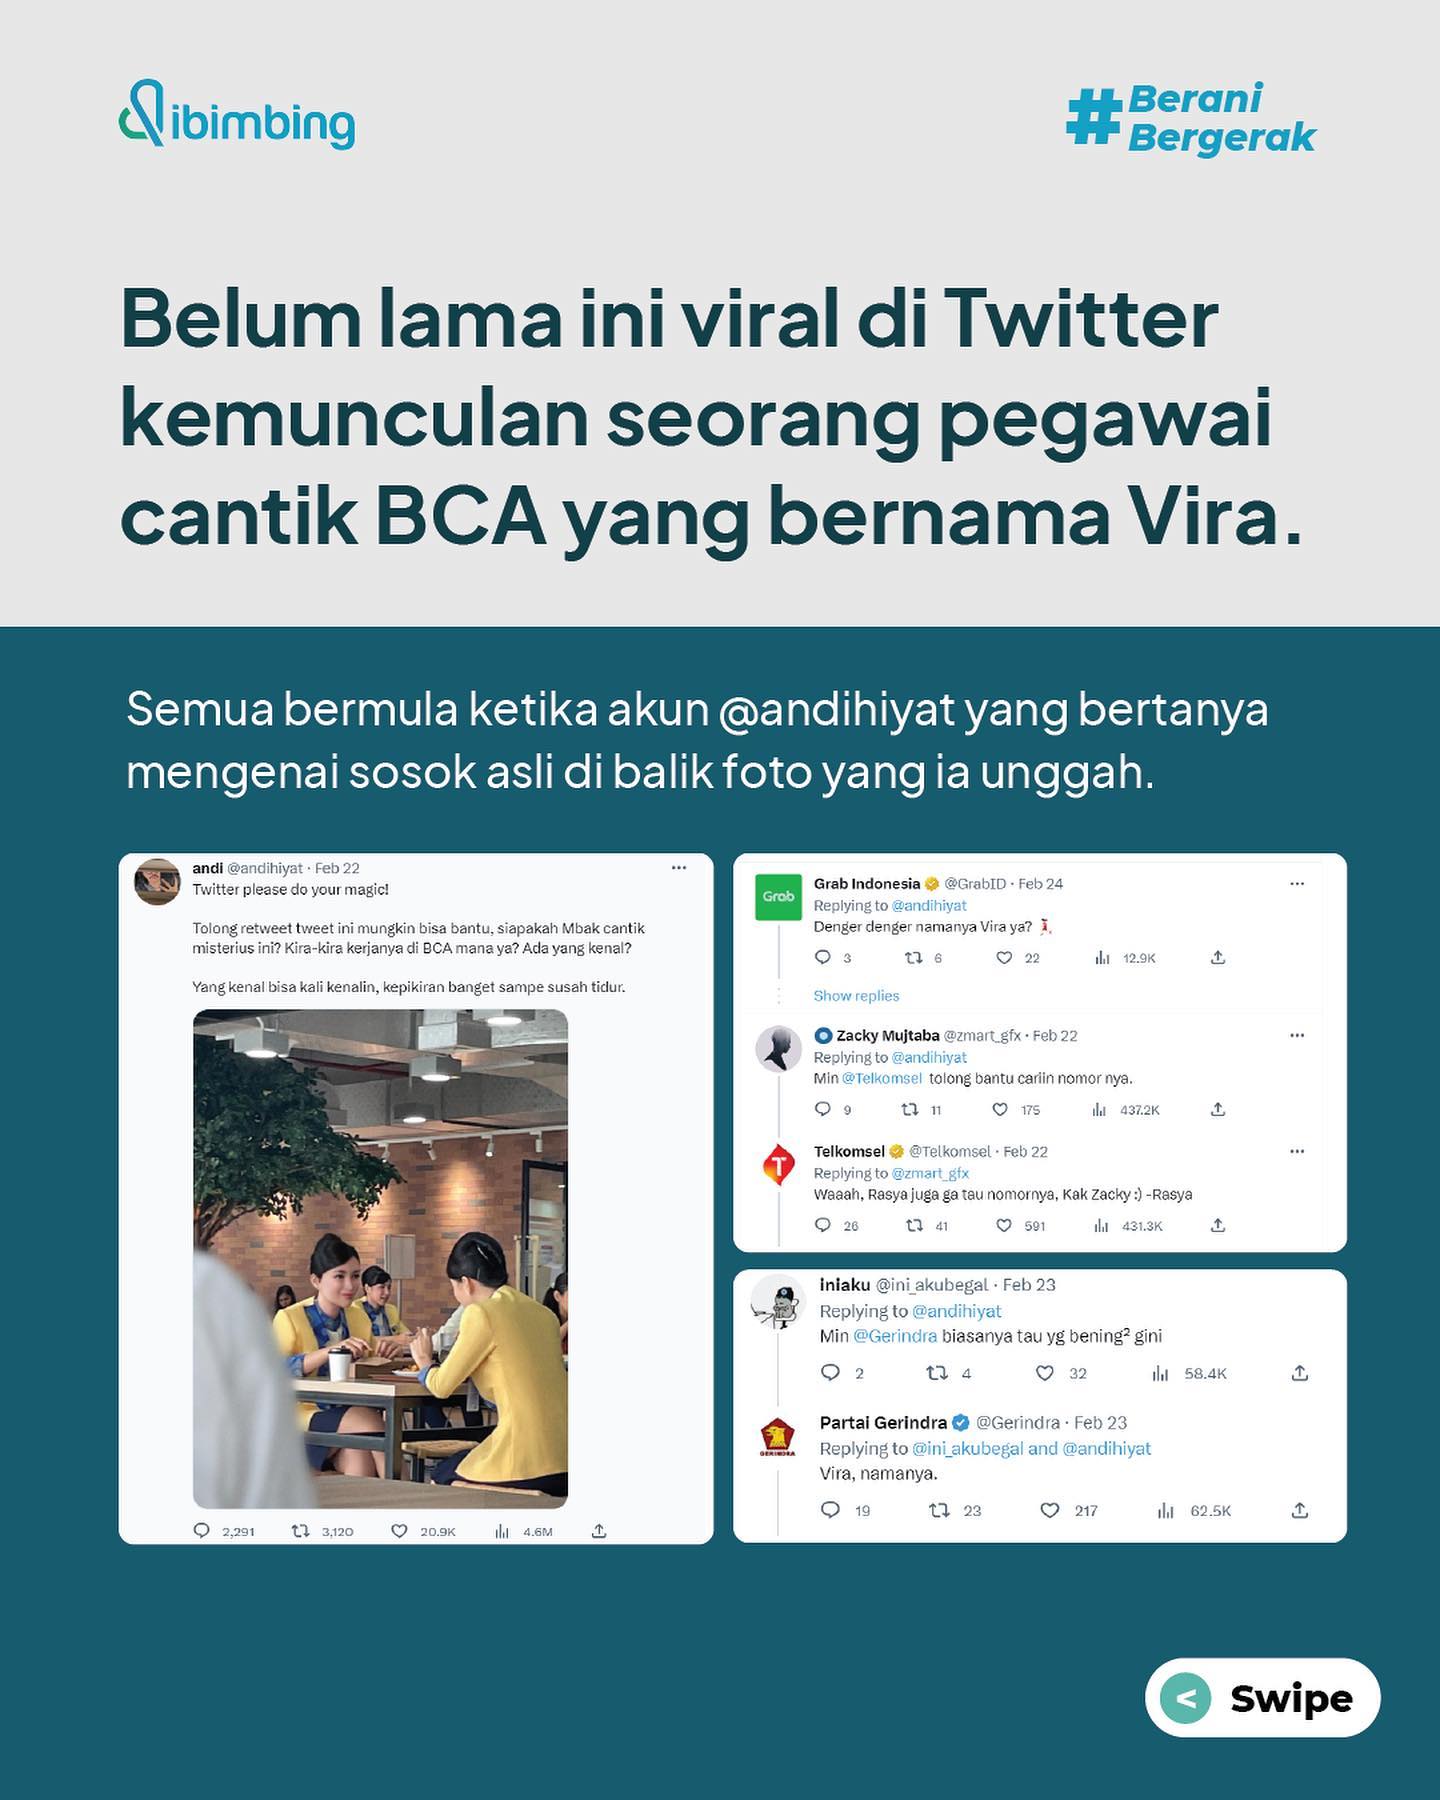 ibimbing
#Berani
Bergerak
Belum lama ini viral di Twitter
kemunculan seorang pegawai
cantik BCA yang bernama Vira.
Semua bermula ketika akun @andihiyat yang bertanya
mengenai sosok asli di balik foto yang ia unggah.
andi @andihiyat · Feb 22
Twitter please do your magic!
Tolong retweet tweet ini mungkin bisa bantu, siapakah Mbak cantik
misterius ini? Kira-kira kerjanya di BCA mana ya? Ada yang kenal?
Yang kenal bisa kali kenalin, kepikiran banget sampe susah tidur.
2,291 3,120 20.9K 4.6M
Grab
Grab Indonesia @GrabID · Feb 24
Replying to @andihiyat
Denger denger namanya Vira ya? 💃
3 6 22 12.9K
Show replies
Zacky Mujtaba @zmart_gfx · Feb 22
Replying to @andihiyat
Min @Telkomsel tolong bantu cariin nomor nya.
9 11 175 437.2K
Telkomsel @Telkomsel · Feb 22
Replying to @zmart_gfx
Waaah, Rasya juga ga tau nomornya, Kak Zacky :) -Rasya
26 41 591 431.3K
iniaku @ini_akubegal · Feb 23
Replying to @andihiyat
Min @Gerindra biasanya tau yg bening² gini
2 4 32 58.4K
GERINDRA
Partai Gerindra @Gerindra · Feb 23
Replying to @ini_akubegal and @andihiyat
Vira, namanya.
19 23 217 62.5K
< Swipe